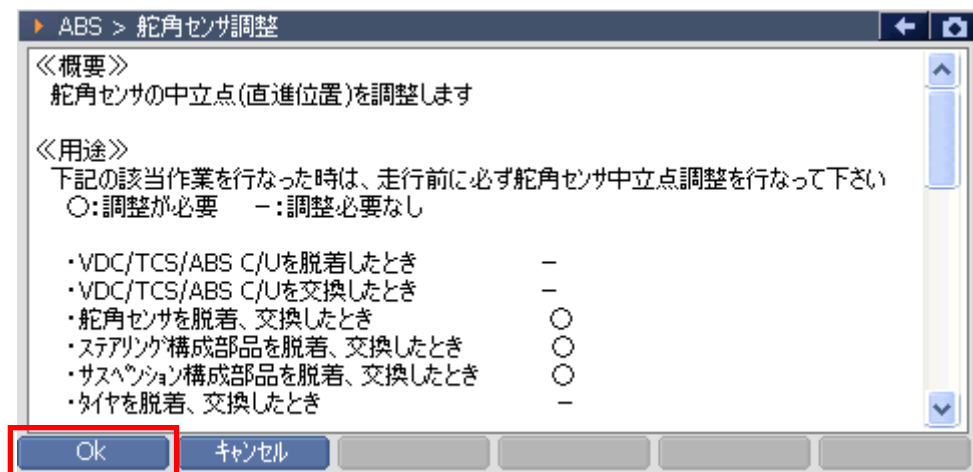 ABS > 舵角センサ調整
≪概要≫
舵角センサの中立点(直進位置)を調整します
≪用途≫
下記の該当作業を行なった時は、走行前に必ず舵角センサ中立点調整を行なって下さい
○:調整が必要 −:調整必要なし
・VDC/TCS/ABS C/Uを脱着したとき −
・VDC/TCS/ABS C/Uを交換したとき −
・舵角センサを脱着、交換したとき ○
・ステアリング構成部品を脱着、交換したとき ○
・サスペンション構成部品を脱着、交換したとき ○
・タイヤを脱着、交換したとき −
Ok キャンセル